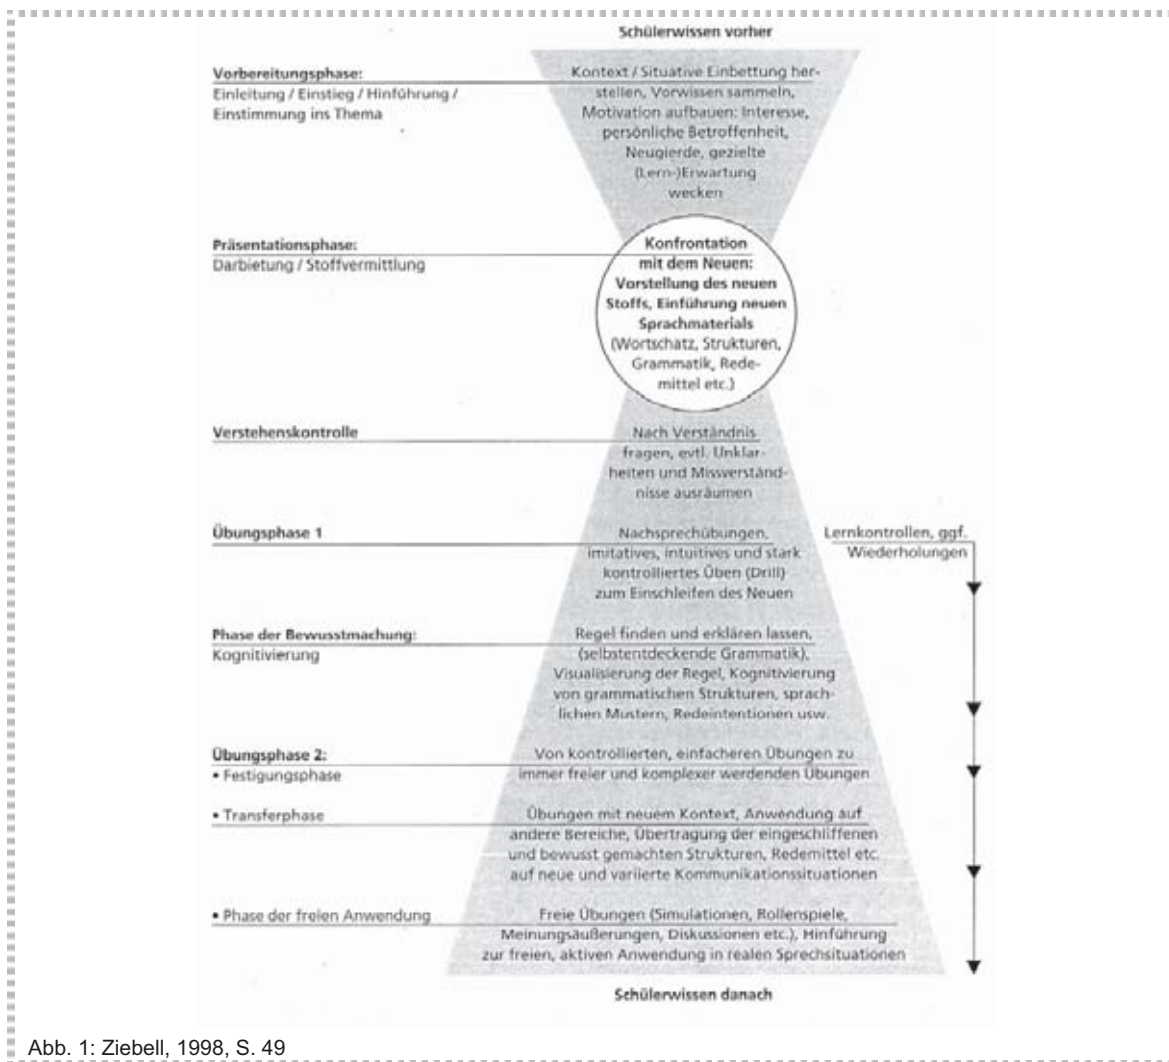 Schülerwissen vorher
Vorbereitungsphase:
Einleitung / Einstieg / Hinführung /
Einstimmung ins Thema
Kontext / Situative Einbettung her-
stellen, Vorwissen sammeln,
Motivation aufbauen: Interesse,
persönliche Betroffenheit,
Neugierde, gezielte
(Lern-)Erwartung
wecken
Präsentationsphase:
Darbietung / Stoffvermittlung
Konfrontation
mit dem Neuen:
Vorstellung des neuen
Stoffs, Einführung neuen
Sprachmaterials
(Wortschatz, Strukturen,
Grammatik, Rede-
mittel etc.)
Verstehenskontrolle
Nach Verständnis
fragen, evtl. Unklar-
heiten und Missverständ-
nisse ausräumen
Übungsphase 1
Nachsprechübungen,
imitatives, intuitives und stark
kontrolliertes Üben (Drill)
zum Einschleifen des Neuen
Lernkontrollen, ggf.
Wiederholungen
Phase der Bewusstmachung:
Kognitivierung
Regel finden und erklären lassen,
(selbstentdeckende Grammatik),
Visualisierung der Regel, Kognitivierung
von grammatischen Strukturen, sprach-
lichen Mustern, Redeintentionen usw.
Übungsphase 2:
• Festigungsphase
Von kontrollierten, einfacheren Übungen zu
immer freier und komplexer werdenden Übungen
• Transferphase
Übungen mit neuem Kontext, Anwendung auf
andere Bereiche, Übertragung der eingeschliffenen
und bewusst gemachten Strukturen, Redemittel etc.
auf neue und variierte Kommunikationssituationen
• Phase der freien Anwendung
Freie Übungen (Simulationen, Rollenspiele,
Meinungsäußerungen, Diskussionen etc.), Hinführung
zur freien, aktiven Anwendung in realen Sprechsituationen
Schülerwissen danach
Abb. 1: Ziebell, 1998, S. 49